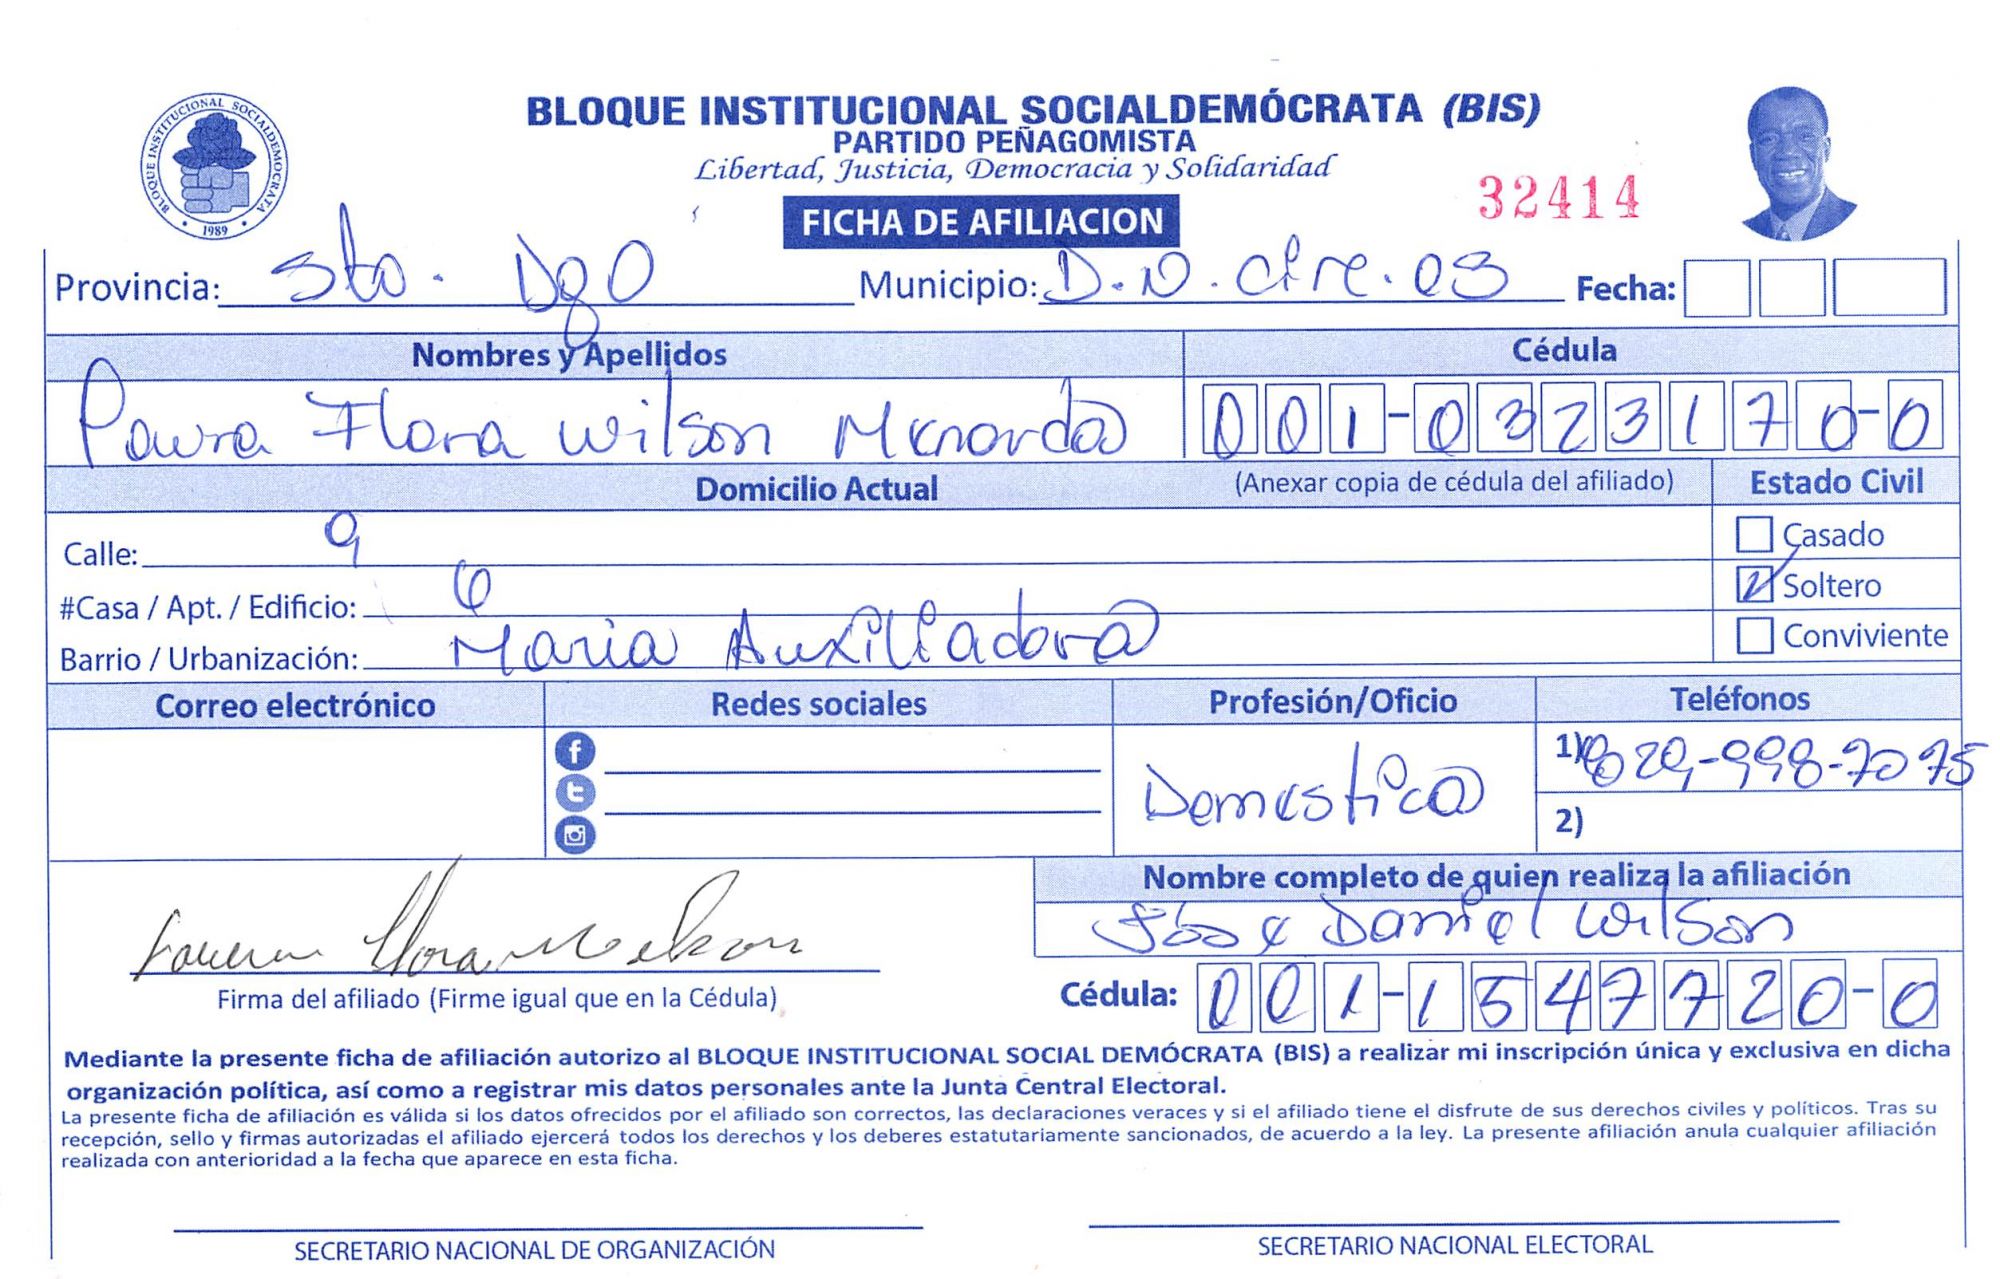 BLOQUE INSTITUCIONAL SOCIALDEMOCRATA
1989
BLOQUE INSTITUCIONAL SOCIALDEMÓCRATA (BIS)
PARTIDO PEÑAGOMISTA
Libertad, Justicia, Democracia y Solidaridad
32414
FICHA DE AFILIACION
Provincia: Sto. Dgo Municipio: D.N. Circ. 03 Fecha:
Nombres y Apellidos Cédula
Flora Wilson 001-0323170-0
Domicilio Actual (Anexar copia de cédula del afiliado) Estado Civil
Calle: 9 Casado
#Casa / Apt. / Edificio: 6 Soltero
Barrio / Urbanización: Maria Auxiliadora Conviviente
Correo electrónico Redes sociales Profesión/Oficio Teléfonos
Domestica 1) 829-998-7075
2)
Nombre completo de quien realiza la afiliación
Daniel Wilson
Firma del afiliado (Firme igual que en la Cédula) Cédula: 001-1547720-0
Mediante la presente ficha de afiliación autorizo al BLOQUE INSTITUCIONAL SOCIAL DEMÓCRATA (BIS) a realizar mi inscripción única y exclusiva en dicha
organización política, así como a registrar mis datos personales ante la Junta Central Electoral.
La presente ficha de afiliación es válida si los datos ofrecidos por el afiliado son correctos, las declaraciones veraces y si el afiliado tiene el disfrute de sus derechos civiles y políticos. Tras su
recepción, sello y firmas autorizadas el afiliado ejercerá todos los derechos y los deberes estatutariamente sancionados, de acuerdo a la ley. La presente afiliación anula cualquier afiliación
realizada con anterioridad a la fecha que aparece en esta ficha.
SECRETARIO NACIONAL DE ORGANIZACIÓN SECRETARIO NACIONAL ELECTORAL